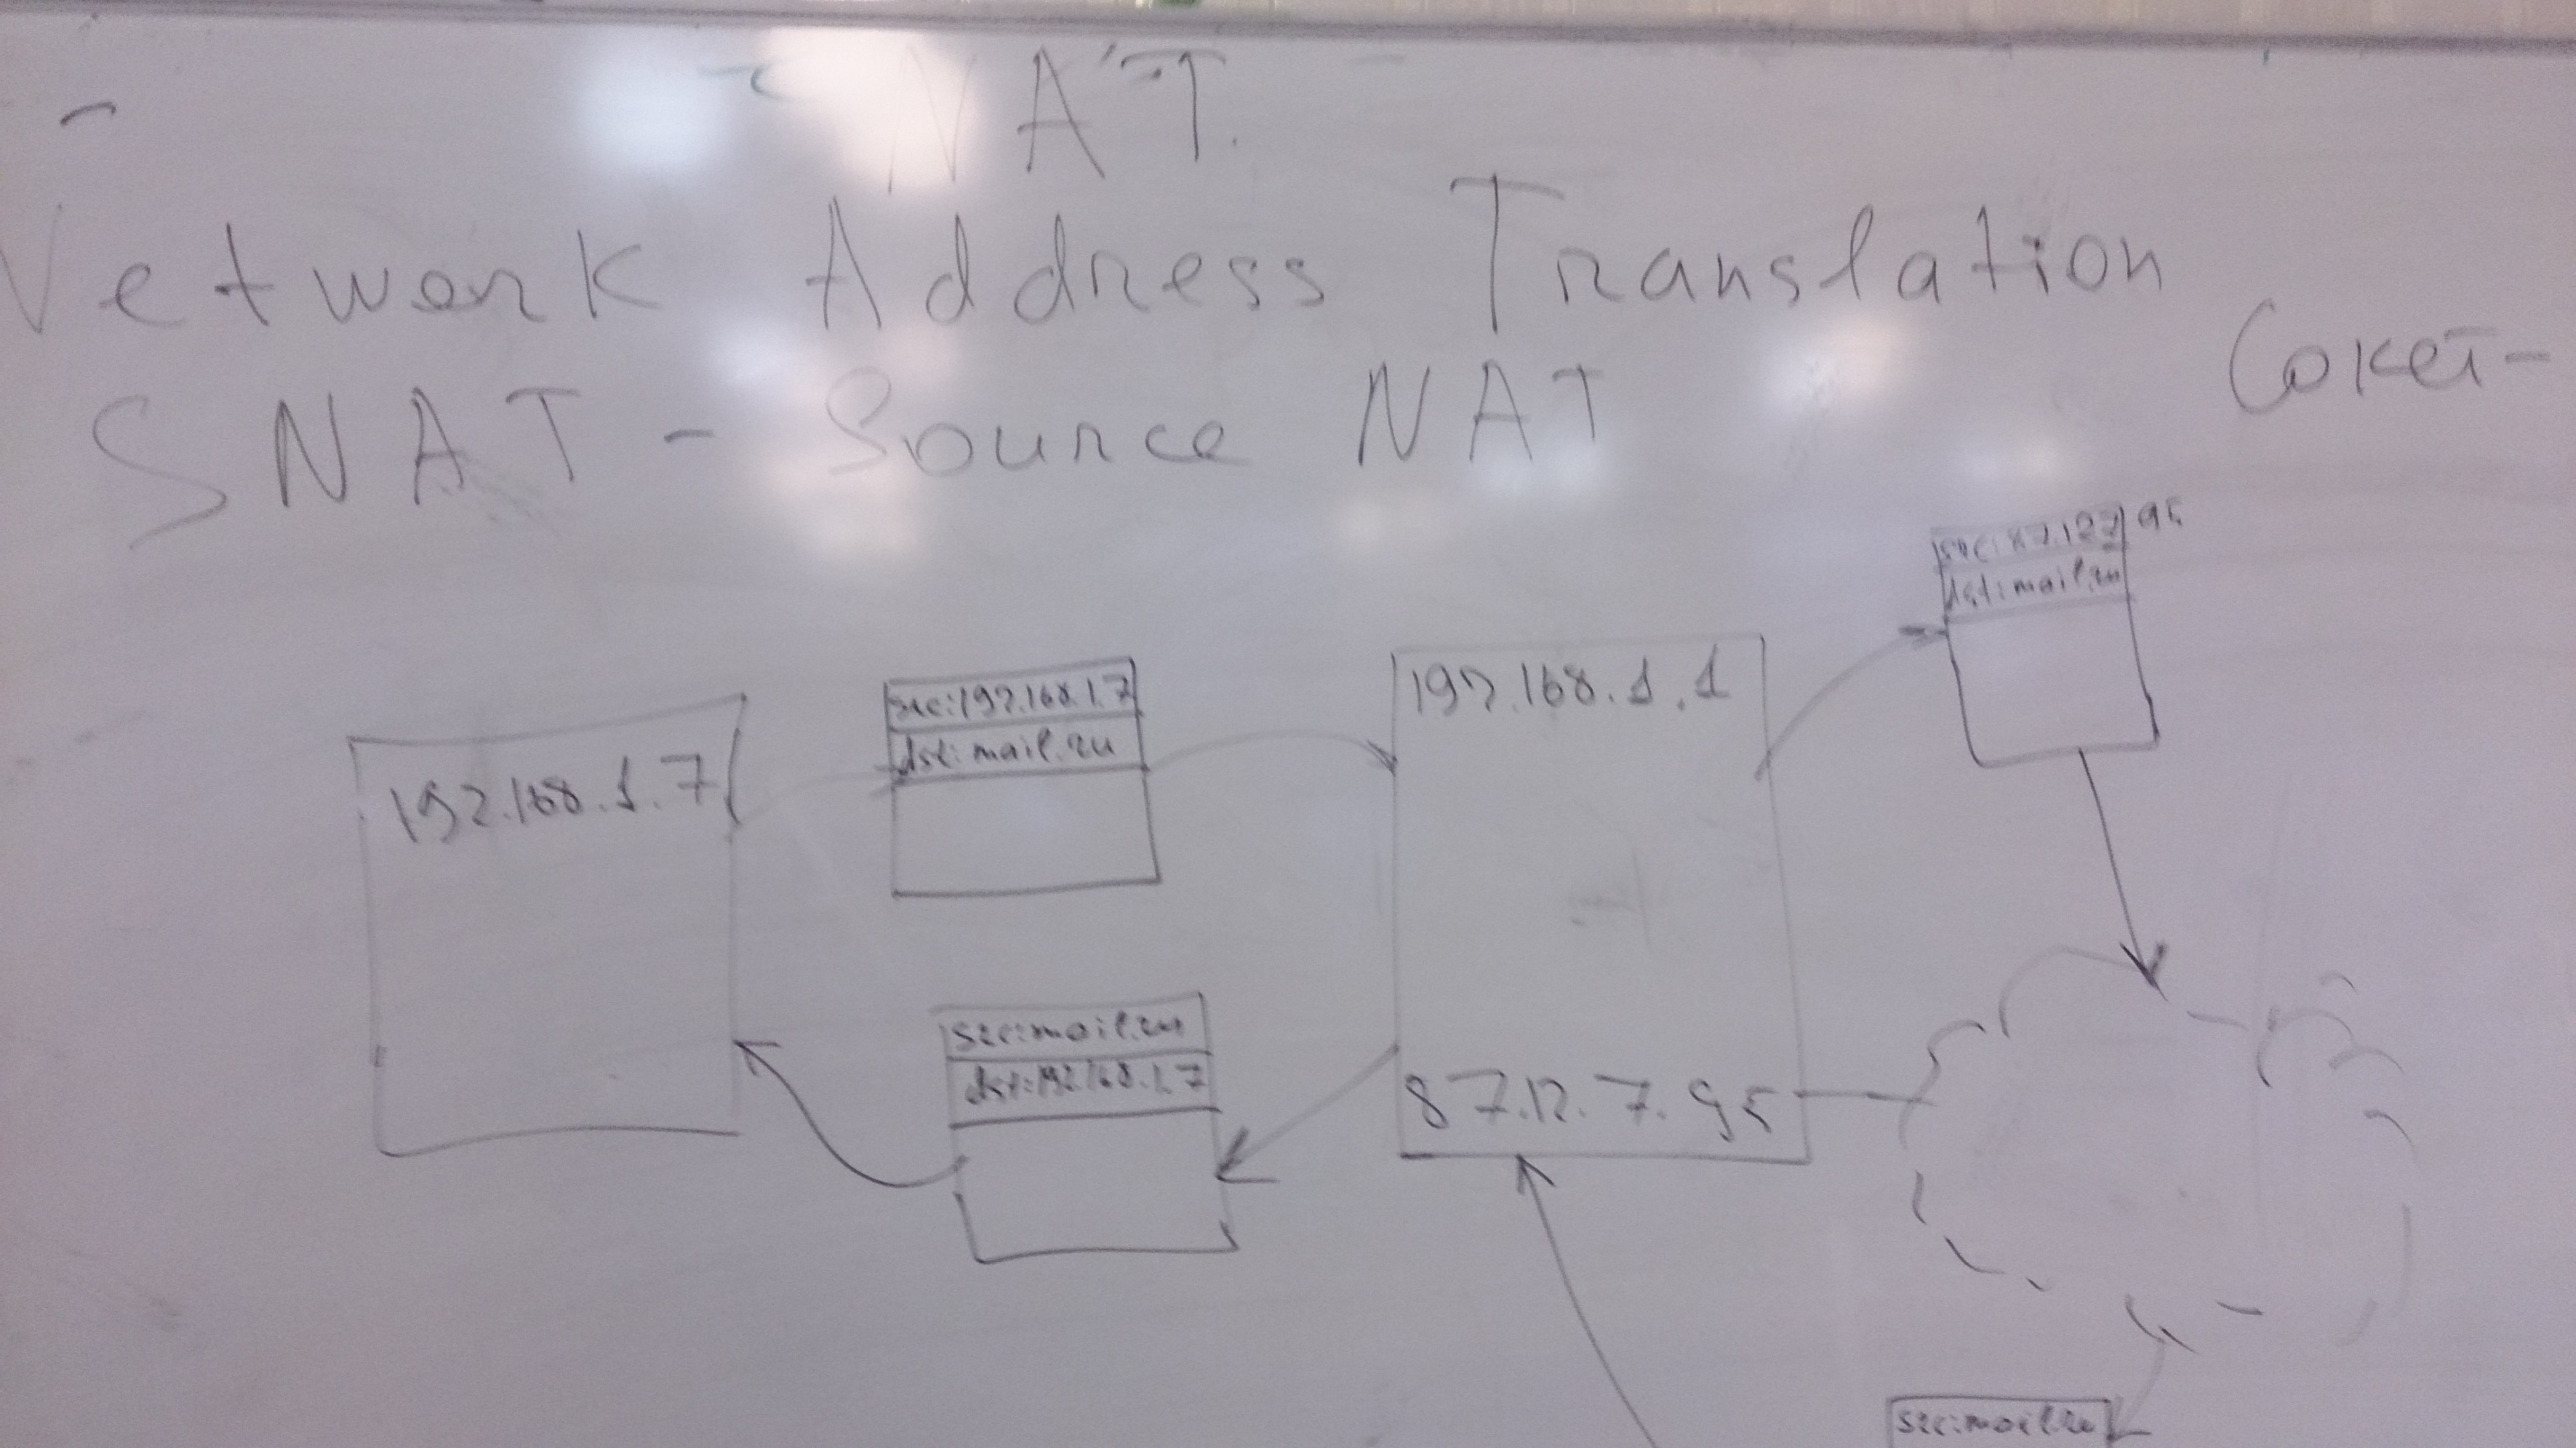 NAT
Network Address Translation
SNAT - Source NAT
Сокет -
src:87.12.7.95
dst:mail.ru
192.168.1.7
src:192.168.1.7
dst:mail.ru
192.168.1.1
87.12.7.95
src:mail.ru
dst:192.168.1.7
src:mail.ru